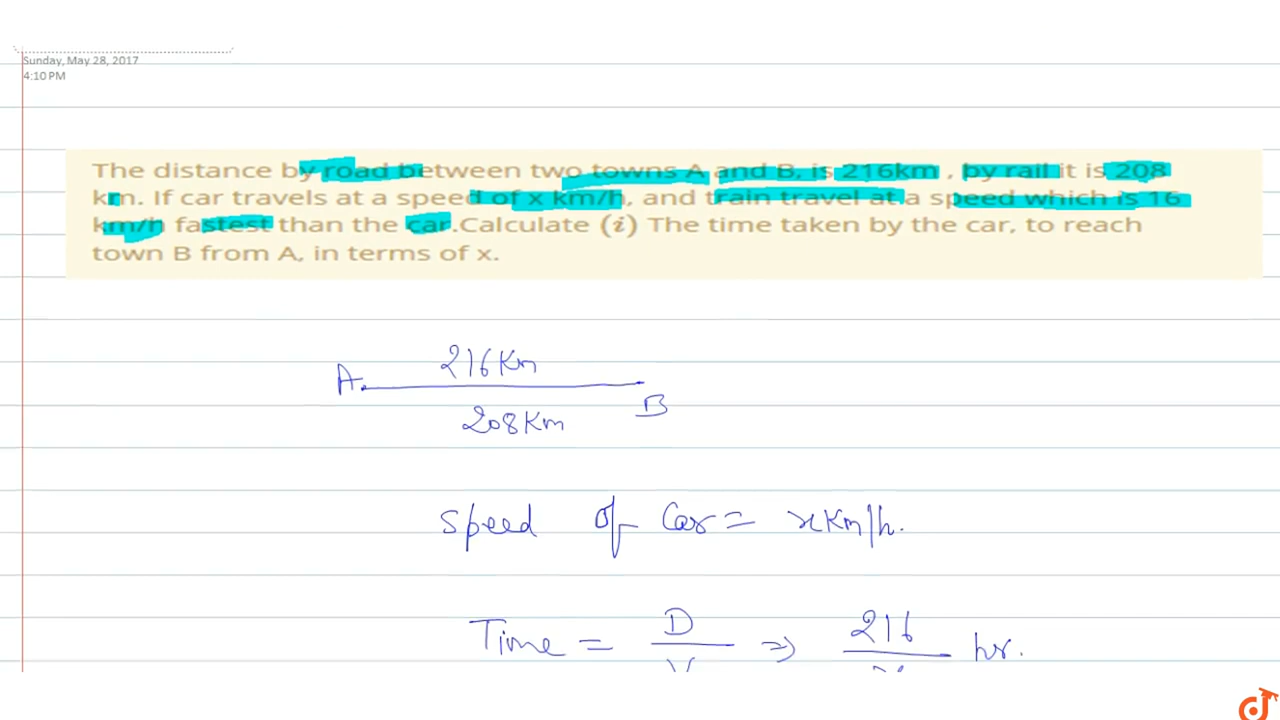 Sunday, May 28, 2017
4:10 PM
The distance by road between two towns A and B, is 216km , by rail it is 208
km. If car travels at a speed of x km/h, and train travel at a speed which is 16
km/h fastest than the car.Calculate (i) The time taken by the car, to reach
town B from A, in terms of x.
216 Km
A
B
208 Km
Speed of Car = x Km/h.
Time = D/V ⇒ 216/x hr.